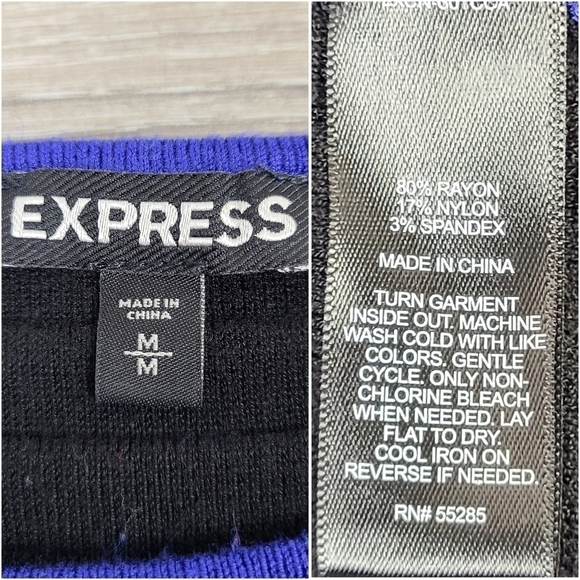 EXPRESS
MADE IN
CHINA
M
M
80% RAYON
17% NYLON
3% SPANDEX
MADE IN CHINA
TURN GARMENT
INSIDE OUT. MACHINE
WASH COLD WITH LIKE
COLORS. GENTLE
CYCLE. ONLY NON-
CHLORINE BLEACH
WHEN NEEDED. LAY
FLAT TO DRY.
COOL IRON ON
REVERSE IF NEEDED.
RN# 55285